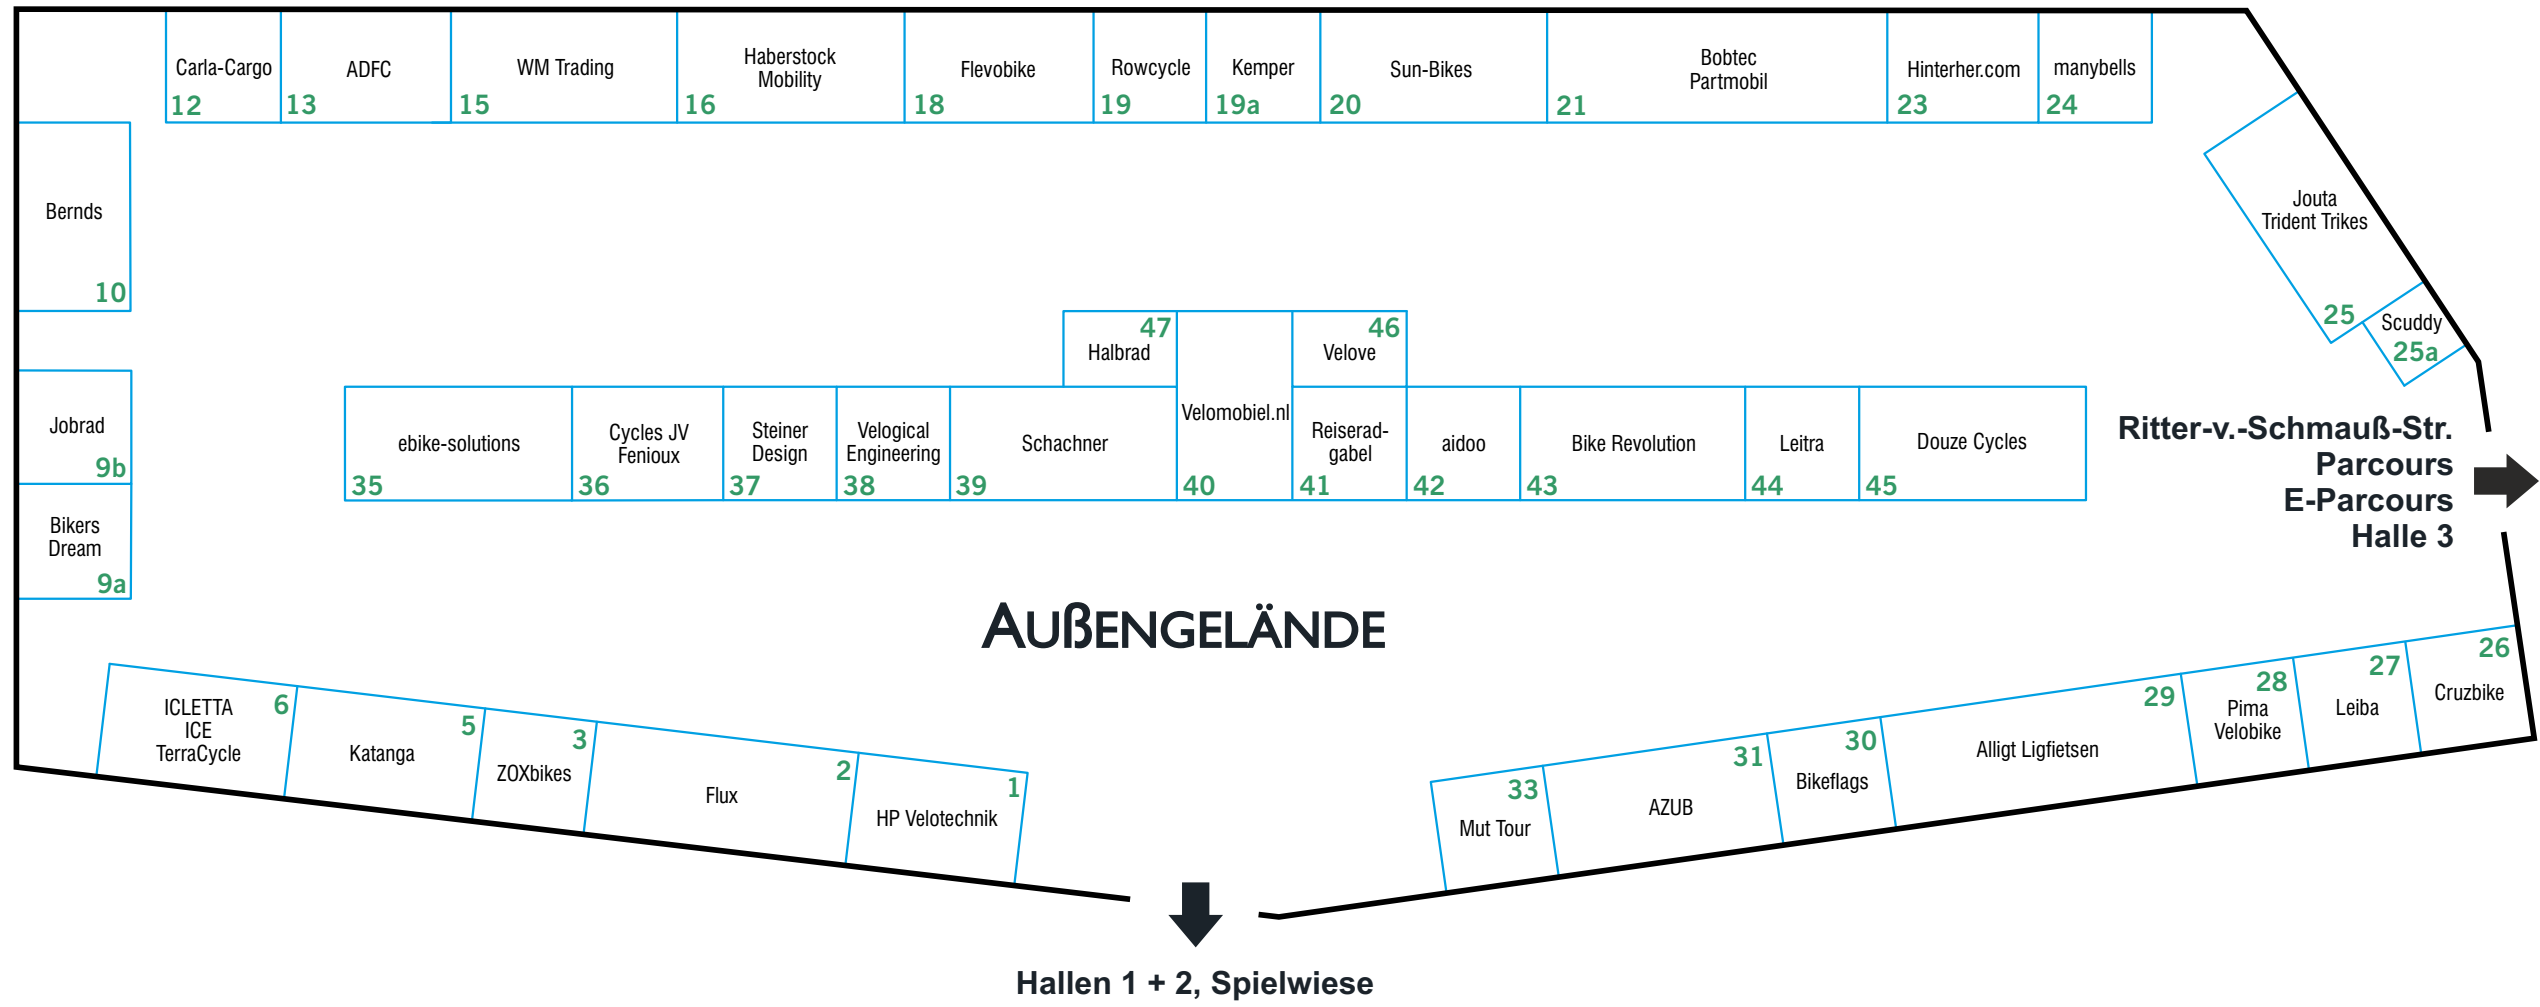 Carla-Cargo
12
ADFC
13
WM Trading
15
Haberstock
Mobility
16
Flevobike
18
Rowcycle
19
Kemper
19a
Sun-Bikes
20
Bobtec
Partmobil
21
Hinterher.com
23
manybells
24
Bernds
10
Jouta
Trident Trikes
25
Scuddy
25a
Jobrad
9b
Bikers
Dream
9a
47
Halbrad
46
Velove
ebike-solutions
35
Cycles JV
Fenioux
36
Steiner
Design
37
Velogical
Engineering
38
Schachner
39
Velomobiel.nl
40
Reiserad-
gabel
41
aidoo
42
Bike Revolution
43
Leitra
44
Douze Cycles
45
Ritter-v.-Schmauß-Str.
Parcours
E-Parcours
Halle 3
AUßENGELÄNDE
6
ICLETTA
ICE
TerraCycle
5
Katanga
3
ZOXbikes
2
Flux
1
HP Velotechnik
33
Mut Tour
31
AZUB
30
Bikeflags
29
Alligt Ligfietsen
28
Pima
Velobike
27
Leiba
26
Cruzbike
Hallen 1 + 2, Spielwiese